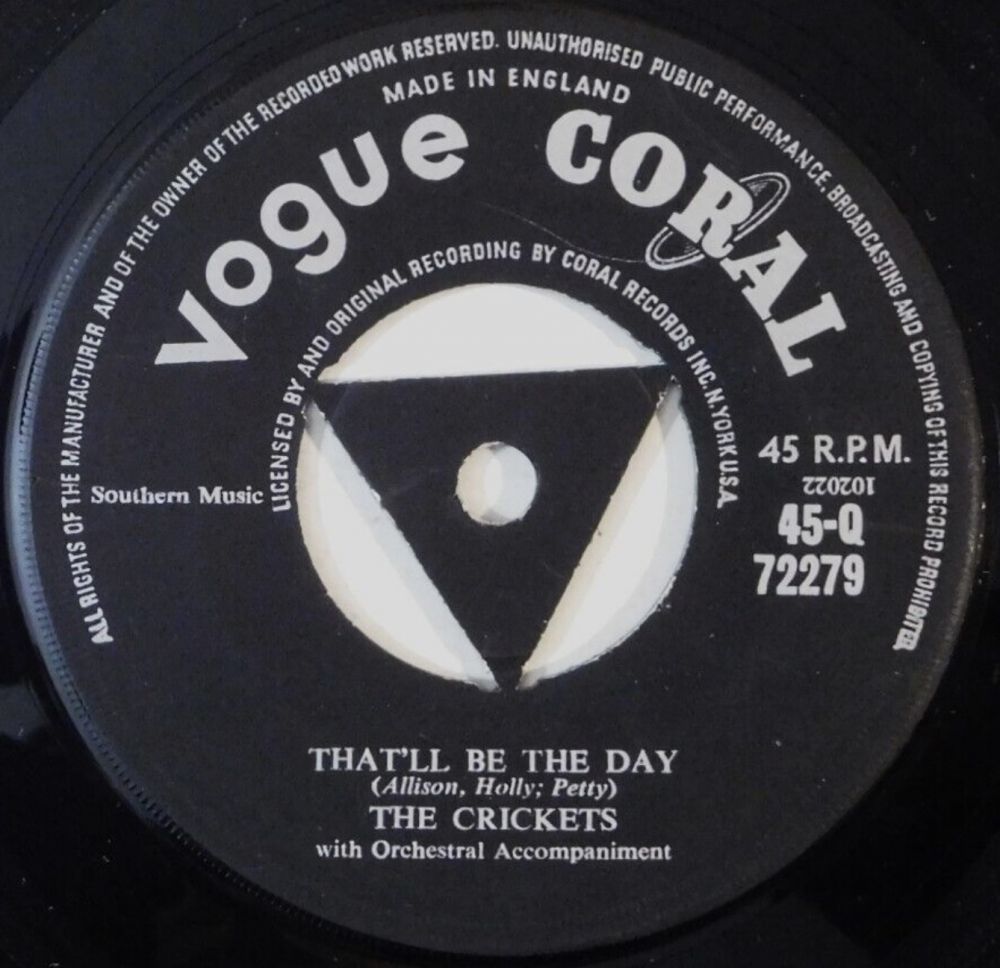 ALL RIGHTS OF THE MANUFACTURER AND OF THE OWNER OF THE RECORDED WORK RESERVED. UNAUTHORISED PUBLIC PERFORMANCE, BROADCASTING AND COPYING OF THIS RECORD PROHIBITED.
MADE IN ENGLAND
Vogue CORAL
LICENSED BY AND ORIGINAL RECORDING BY CORAL RECORDS INC. N. YORK U.S.A.
45 R.P.M.
102022
Southern Music
45-Q
72279
THAT'LL BE THE DAY
(Allison, Holly; Petty)
THE CRICKETS
with Orchestral Accompaniment